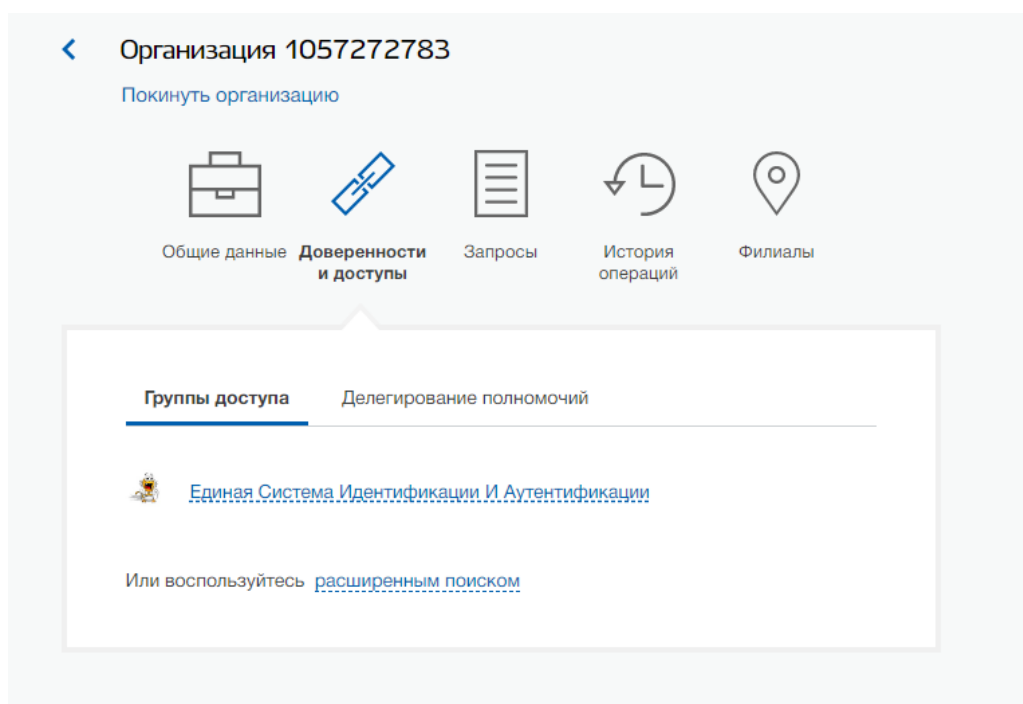 Организация 1057272783
Покинуть организацию
Общие данные
Доверенности
и доступы
Запросы
История
операций
Филиалы
Группы доступа
Делегирование полномочий
Единая Система Идентификации И Аутентификации
Или воспользуйтесь расширенным поиском